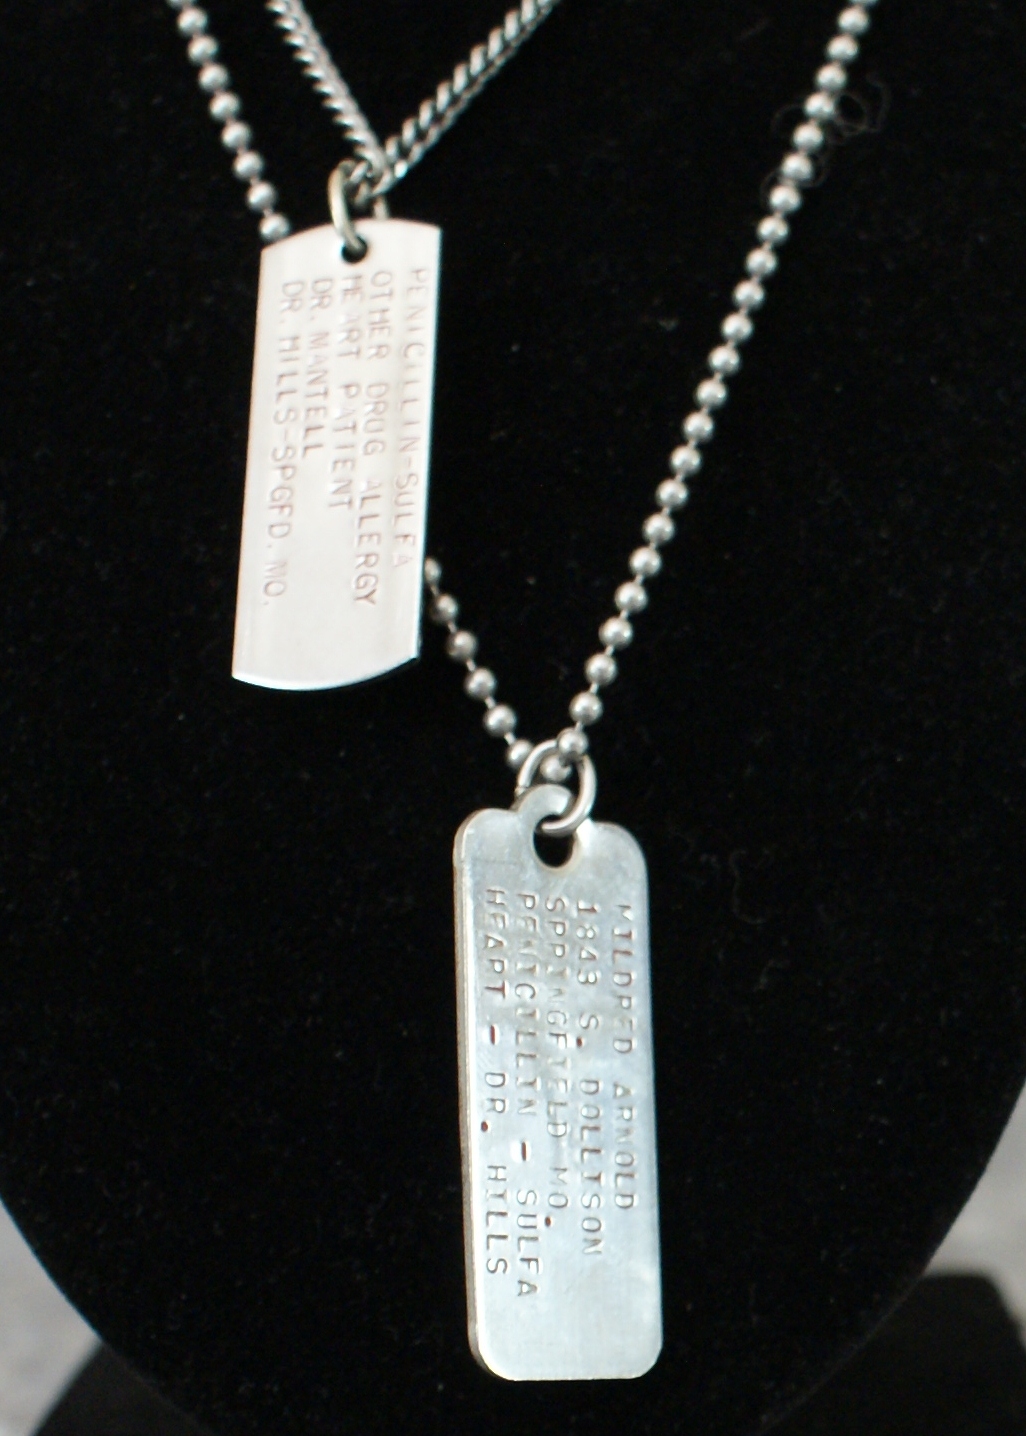 PENICILLIN-SULFA
OTHER DRUG ALLERGY
HEART PATIENT
DR. MANTELL
DR. HILLS-SPGFD. MO.
MILDRED ARNOLD
1843 S. DOLLISON
SPRINGFIELD MO.
PENICILLIN - SULFA
HEART - DR. HILLS